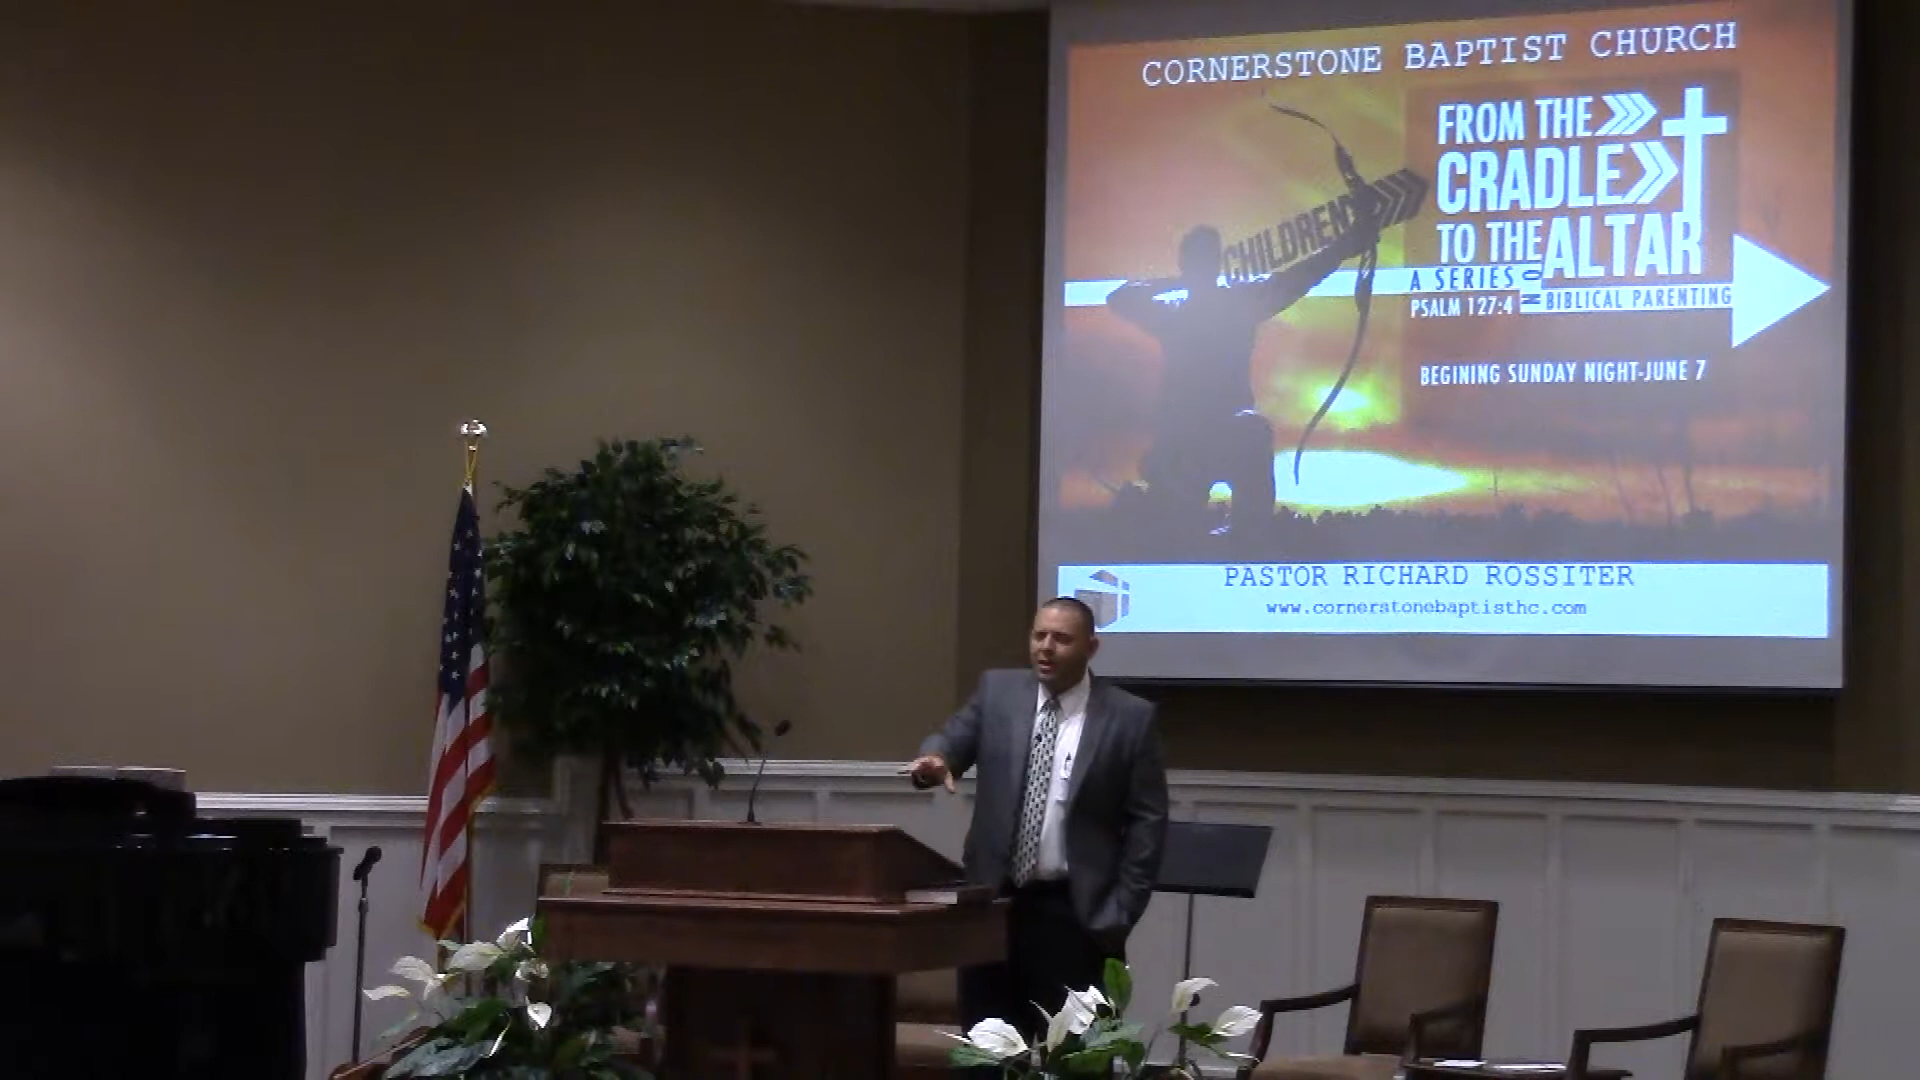 CORNERSTONE BAPTIST CHURCH
FROM THE
CRADLE
TO THE ALTAR
CHILDREN
A SERIES ON BIBLICAL PARENTING
PSALM 127:4
BEGINING SUNDAY NIGHT-JUNE 7
PASTOR RICHARD ROSSITER
www.cornerstonebaptisthc.com